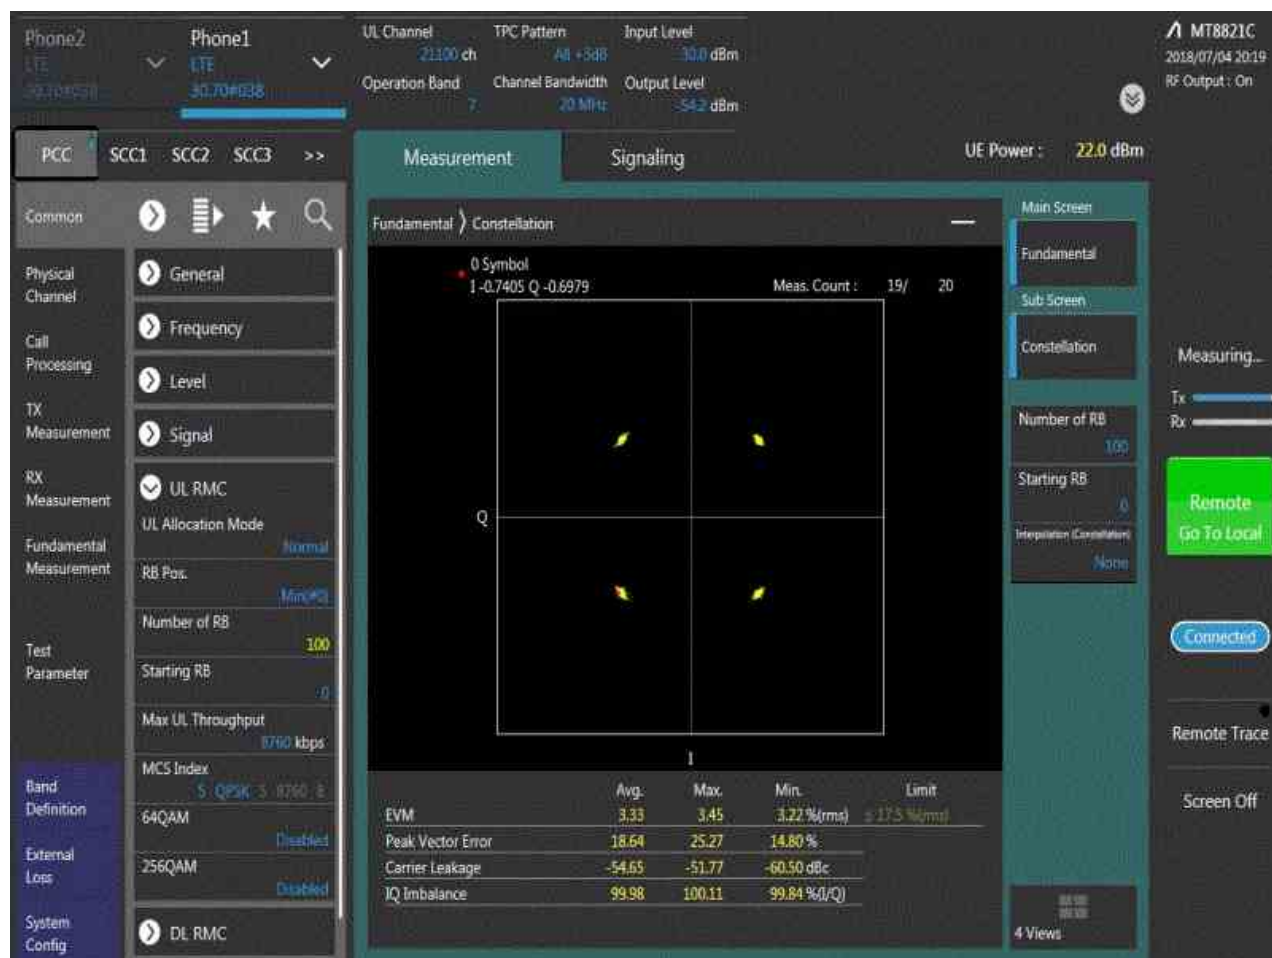 Phone2
LTE
Phone1
LTE
30.70#038
UL Channel
21100 ch
TPC Pattern
All +3dB
Input Level
30.0 dBm
Operation Band
7
Channel Bandwidth
20 MHz
Output Level
-54.2 dBm
MT8821C
2018/07/04 20:19
RF Output : On
PCC SCC1 SCC2 SCC3 >>
Measurement Signaling
UE Power : 22.0 dBm
Common
Physical
Channel
Call
Processing
TX
Measurement
RX
Measurement
Fundamental
Measurement
Test
Parameter
Band
Definition
External
Loss
System
Config
General
Frequency
Level
Signal
UL RMC
UL Allocation Mode
Normal
RB Pos.
Min(#0)
Number of RB
100
Starting RB
0
Max UL Throughput
8760 kbps
MCS Index
5 QPSK 5 8760 E
64QAM
Disabled
256QAM
Disabled
DL RMC
Fundamental ⟩ Constellation
0 Symbol
I -0.7405 Q -0.6979
Meas. Count : 19/ 20
Q
I
Avg. Max. Min. Limit
EVM 3.33 3.45 3.22 %(rms) ≤ 17.5 %(rms)
Peak Vector Error 18.64 25.27 14.80 %
Carrier Leakage -54.65 -51.77 -60.50 dBc
IQ Imbalance 99.98 100.11 99.84 %(I/Q)
Main Screen
Fundamental
Sub Screen
Constellation
Number of RB
100
Starting RB
0
Interpolation (Constellation)
None
4 Views
Measuring...
Tx
Rx
Remote
Go To Local
Connected
Remote Trace
Screen Off